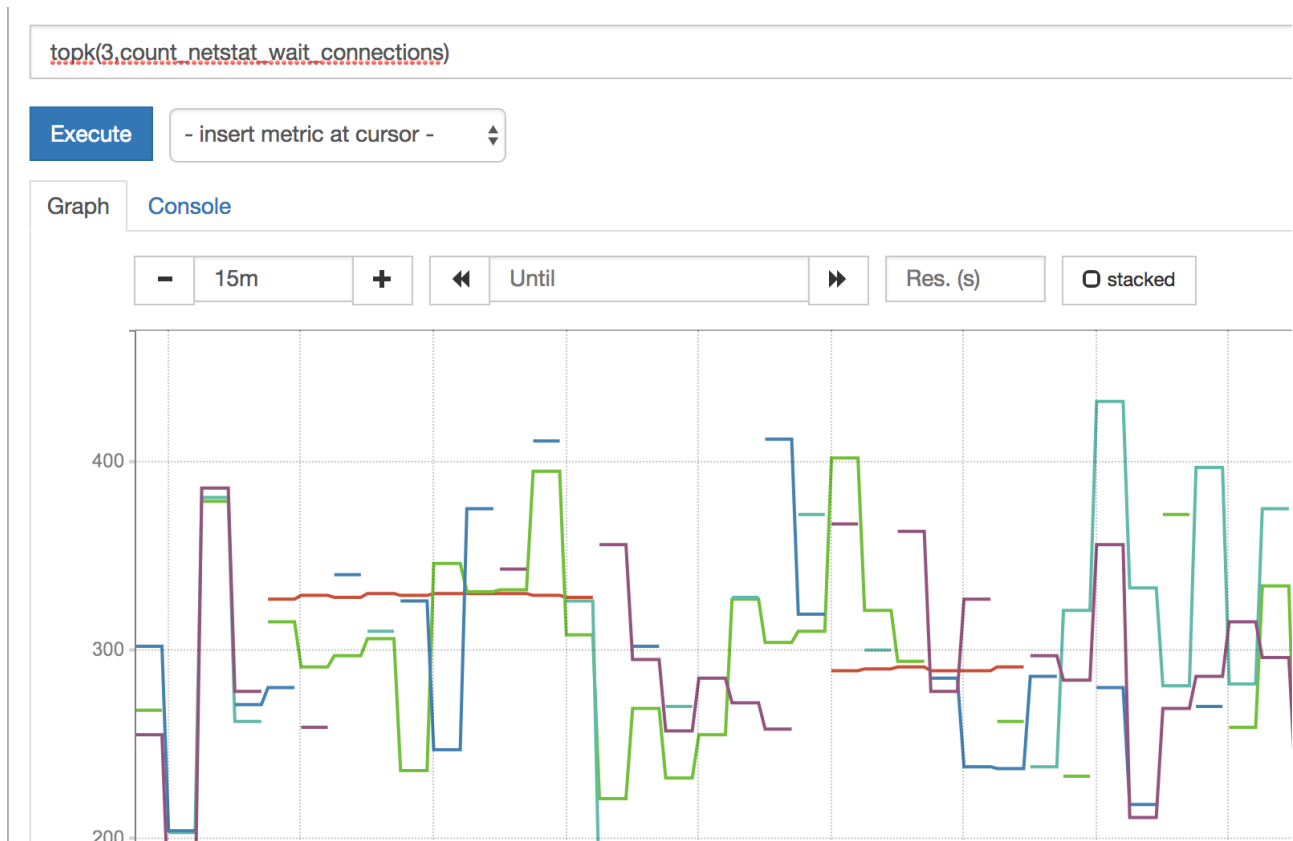 topk(3,count_netstat_wait_connections)
Execute
- insert metric at cursor -
Graph
Console
15m
Until
Res. (s)
stacked
400
300
200